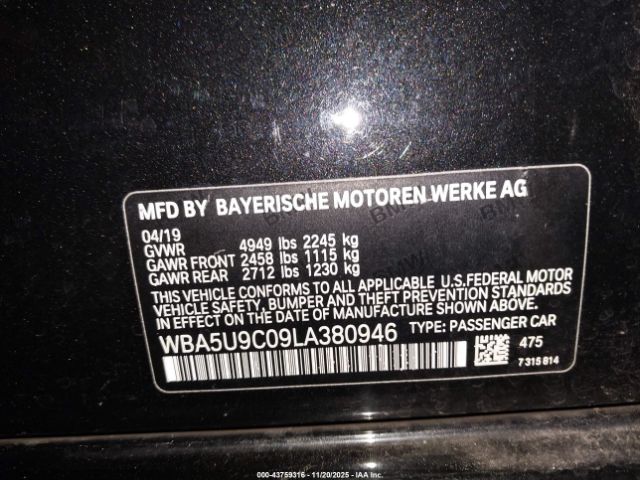 MFD BY BAYERISCHE MOTOREN WERKE AG
04/19
GVWR 4949 lbs 2245 kg
GAWR FRONT 2458 lbs 1115 kg
GAWR REAR 2712 lbs 1230 kg
THIS VEHICLE CONFORMS TO ALL APPLICABLE U.S.FEDERAL MOTOR
VEHICLE SAFETY, BUMPER AND THEFT PREVENTION STANDARDS
IN EFFECT ON THE DATE OF MANUFACTURE SHOWN ABOVE.
WBA5U9C09LA380946 TYPE: PASSENGER CAR
475
7315814
000-43759316 - 11/20/2025 - IAA Inc.